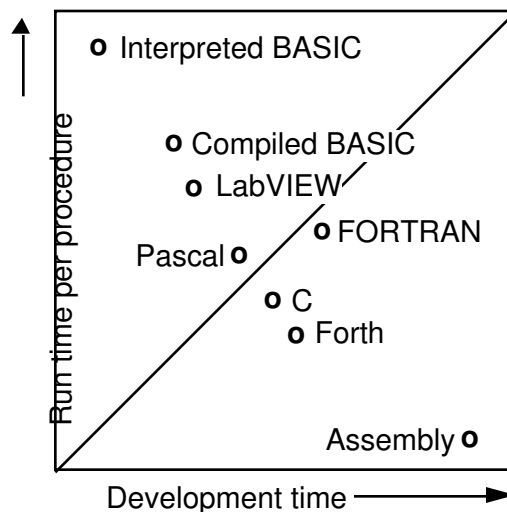 Interpreted BASIC
Compiled BASIC
LabVIEW
FORTRAN
Pascal
C
Forth
Assembly
Run time per procedure
Development time